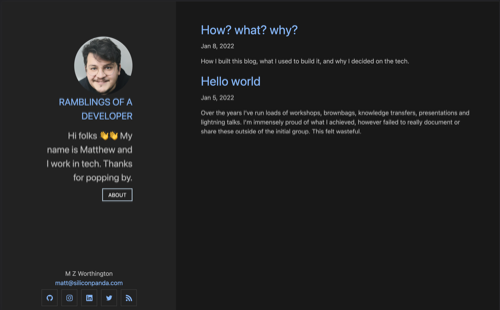 RAMBLINGS OF A
DEVELOPER
Hi folks 👋👋 My
name is Matthew and
I work in tech. Thanks
for popping by.
ABOUT
M Z Worthington
matt@siliconpanda.com
How? what? why?
Jan 8, 2022
How I built this blog, what I used to build it, and why I decided on the tech.
Hello world
Jan 5, 2022
Over the years I've run loads of workshops, brownbags, knowledge transfers, presentations and
lightning talks. I'm immensely proud of what I achieved, however failed to really document or
share these outside of the initial group. This felt wasteful.